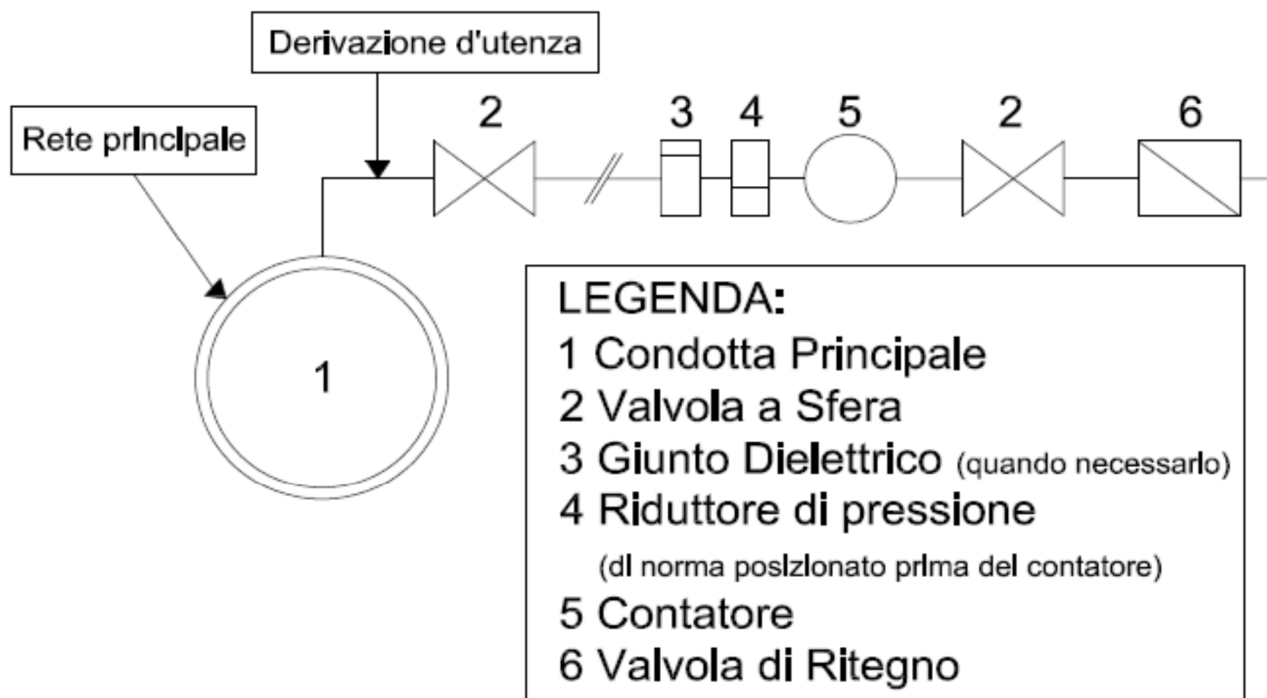 Derivazione d'utenza
Rete principale
2 3 4 5 2 6
1
LEGENDA:
1 Condotta Principale
2 Valvola a Sfera
3 Giunto Dielettrico (quando necessario)
4 Riduttore di pressione
(di norma posizionato prima del contatore)
5 Contatore
6 Valvola di Ritegno